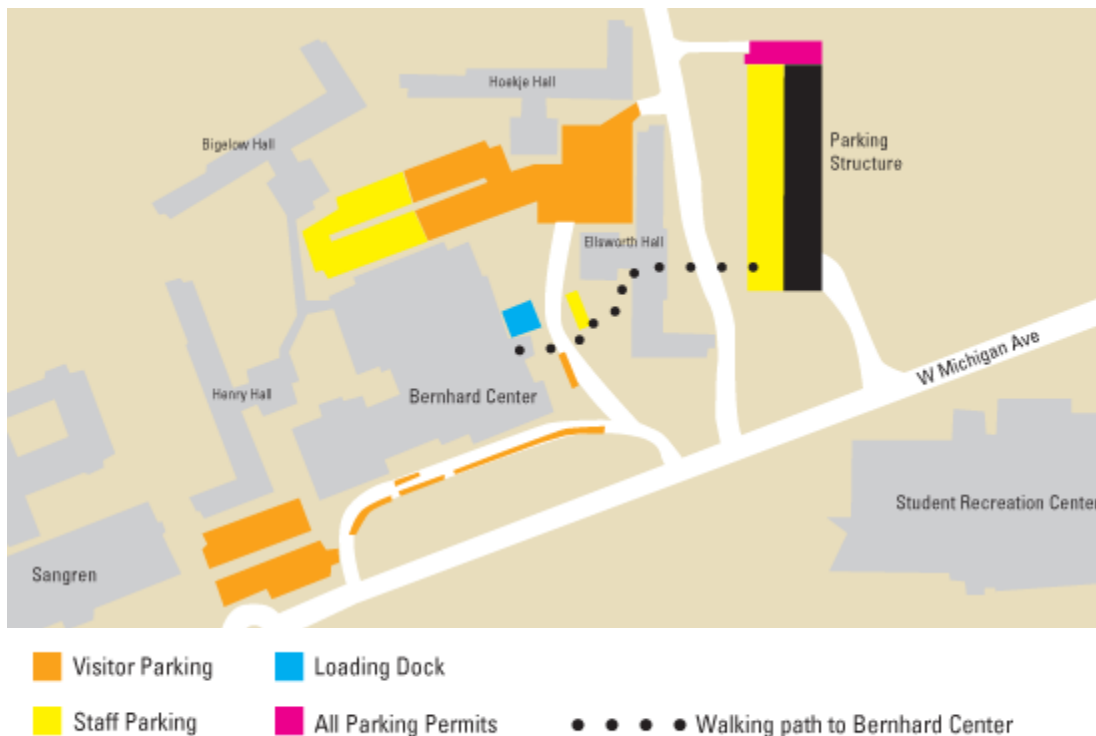 Hoekje Hall
Bigelow Hall
Parking
Structure
Ellsworth Hall
W Michigan Ave
Henry Hall
Bernhard Center
Student Recreation Center
Sangren
Visitor Parking
Loading Dock
Staff Parking
All Parking Permits
Walking path to Bernhard Center